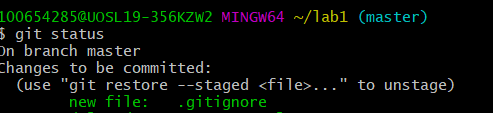 100654285@UOSL19-356KZW2 MINGW64 ~/lab1 (master)
$ git status
On branch master
Changes to be committed:
  (use "git restore --staged <file>..." to unstage)
        new file:   .gitignore